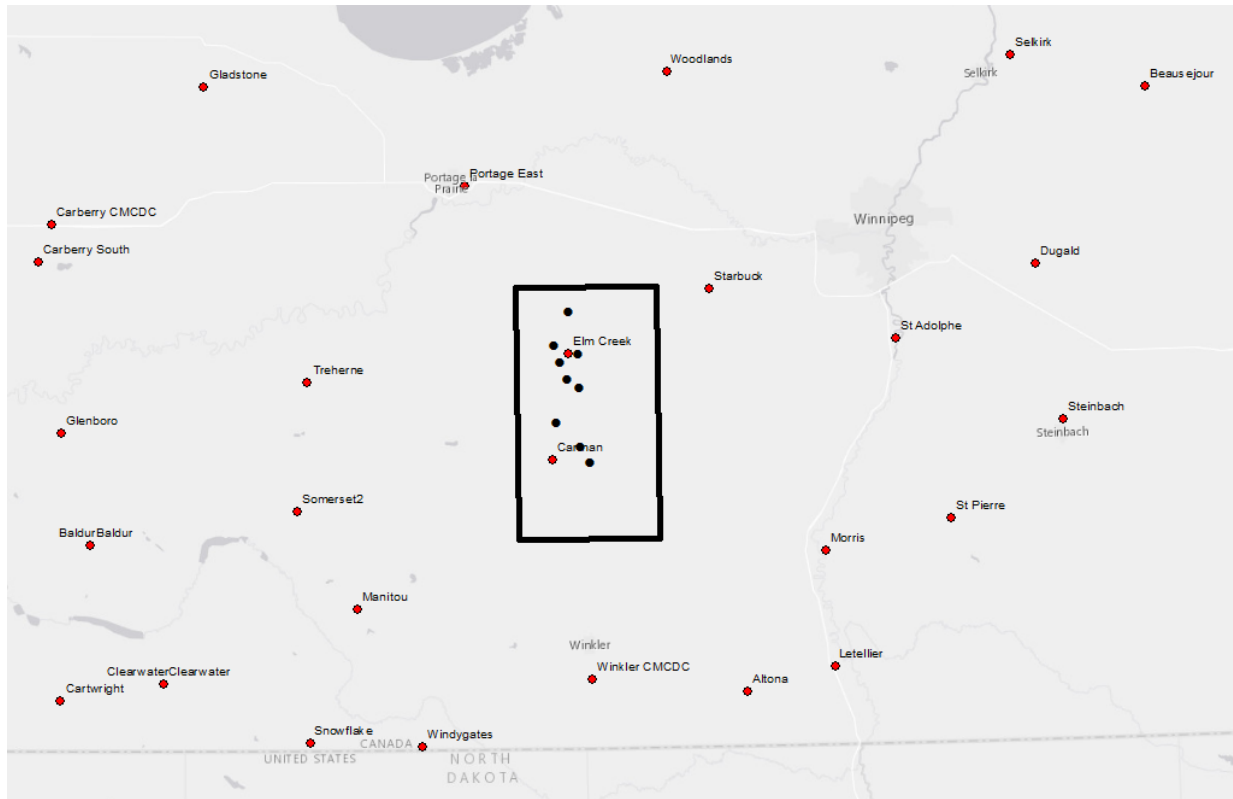 Selkirk
Woodlands
Gladstone
Selkirk
Beausejour
Portage East
Portage la
Prairie
Carberry CMCDC
Winnipeg
Carberry South
Dugald
Starbuck
St Adolphe
Elm Creek
Treherne
Glenboro
Steinbach
Steinbach
Carman
Somerset2
St Pierre
BaldurBaldur
Morris
Manitou
Winkler
Letellier
ClearwaterClearwater
Winkler CMCDC
Cartwright
Altona
Snowflake
Windygates
CANADA
UNITED STATES
NORTH
DAKOTA